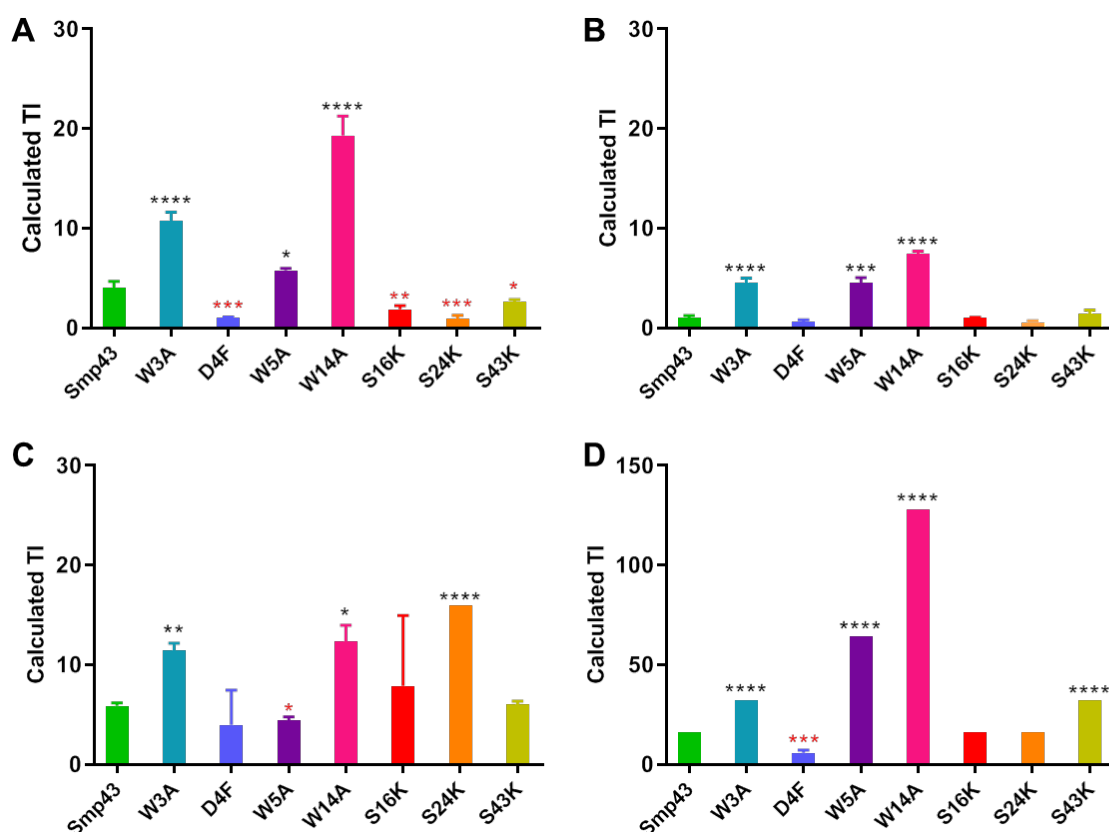 A
Calculated TI
30
20
10
0
****
***
*
****
**
***
*
Smp43
W3A
D4F
W5A
W14A
S16K
S24K
S43K
B
Calculated TI
30
20
10
0
****
***
****
Smp43
W3A
D4F
W5A
W14A
S16K
S24K
S43K
C
Calculated TI
30
20
10
0
**
*
*
****
Smp43
W3A
D4F
W5A
W14A
S16K
S24K
S43K
D
Calculated TI
150
100
50
0
****
***
****
****
****
Smp43
W3A
D4F
W5A
W14A
S16K
S24K
S43K